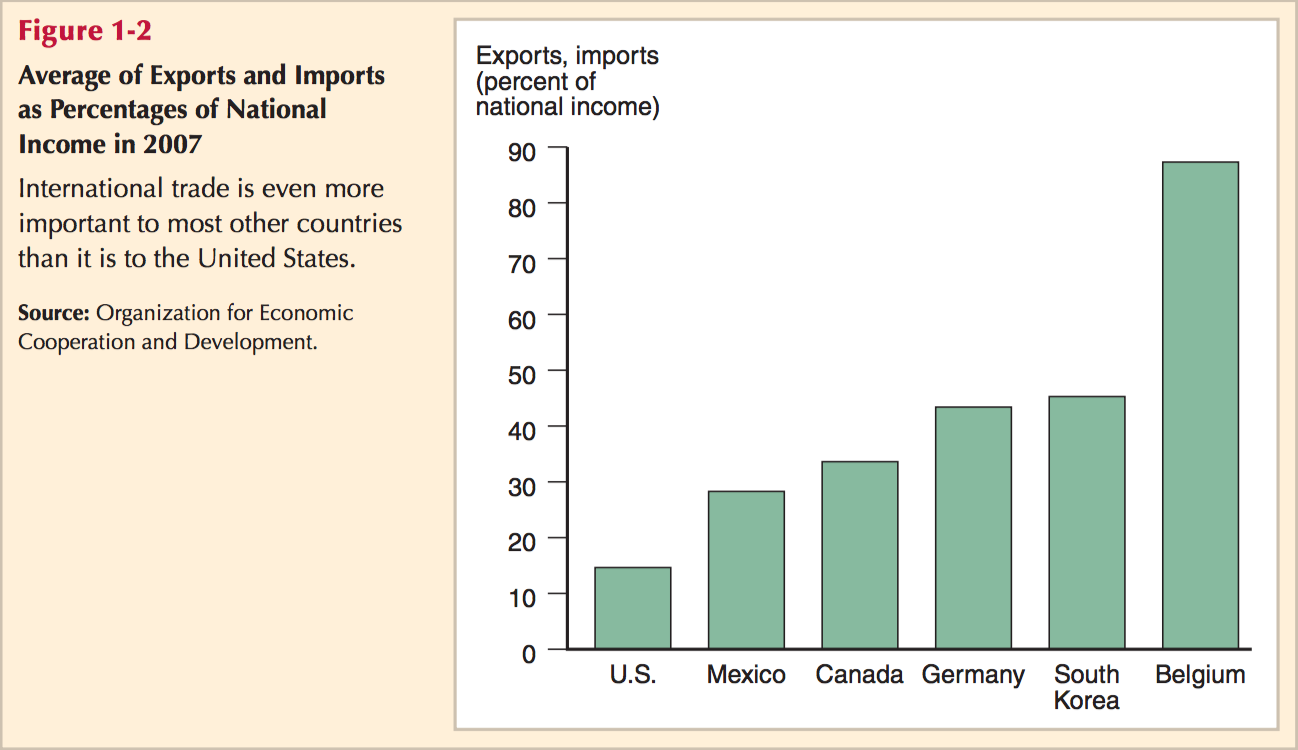 Figure 1-2
Average of Exports and Imports
as Percentages of National
Income in 2007
International trade is even more
important to most other countries
than it is to the United States.
Source: Organization for Economic
Cooperation and Development.
Exports, imports
(percent of
national income)
90
80
70
60
50
40
30
20
10
0
U.S.
Mexico
Canada
Germany
South
Korea
Belgium